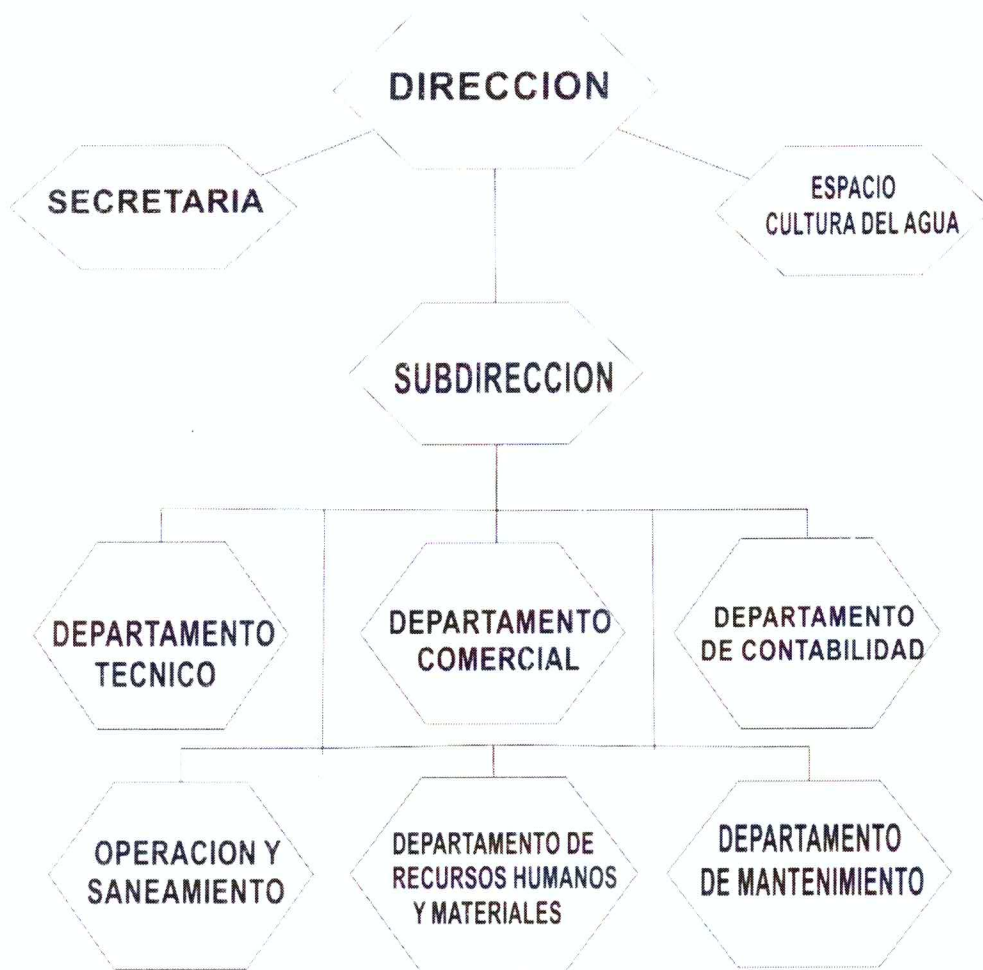 DIRECCION
SECRETARIA
ESPACIO
CULTURA DEL AGUA
SUBDIRECCION
DEPARTAMENTO
TECNICO
DEPARTAMENTO
COMERCIAL
DEPARTAMENTO
DE CONTABILIDAD
OPERACION Y
SANEAMIENTO
DEPARTAMENTO DE
RECURSOS HUMANOS
Y MATERIALES
DEPARTAMENTO
DE MANTENIMIENTO